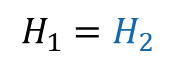 H₁ = H₂